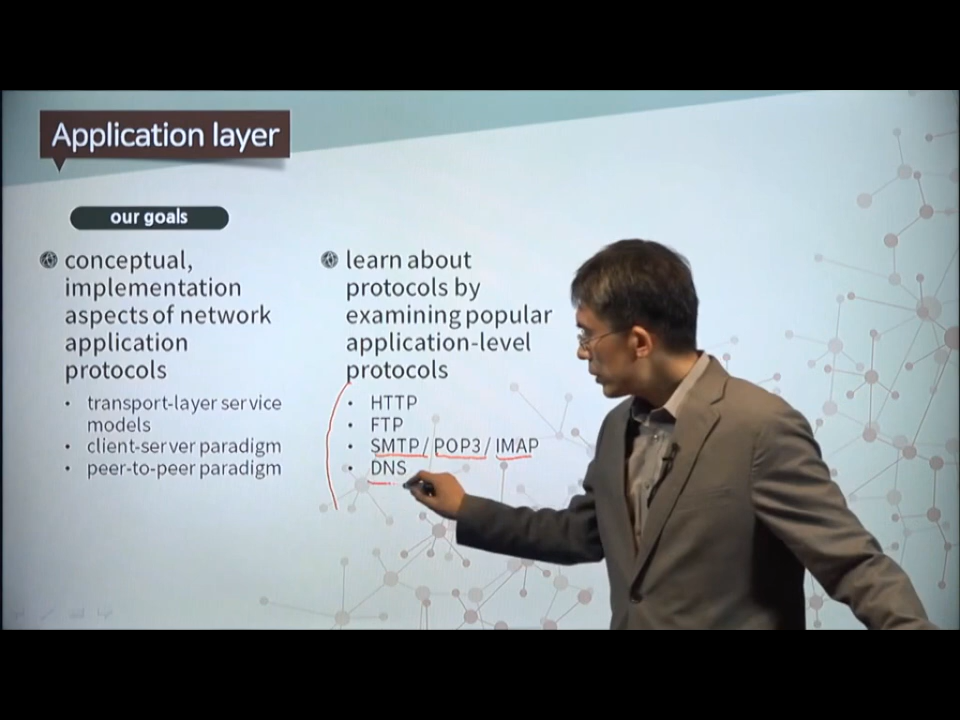 Application layer
our goals
conceptual,
implementation
aspects of network
application
protocols
• transport-layer service
models
• client-server paradigm
• peer-to-peer paradigm
learn about
protocols by
examining popular
application-level
protocols
• HTTP
• FTP
• SMTP / POP3 / IMAP
• DNS